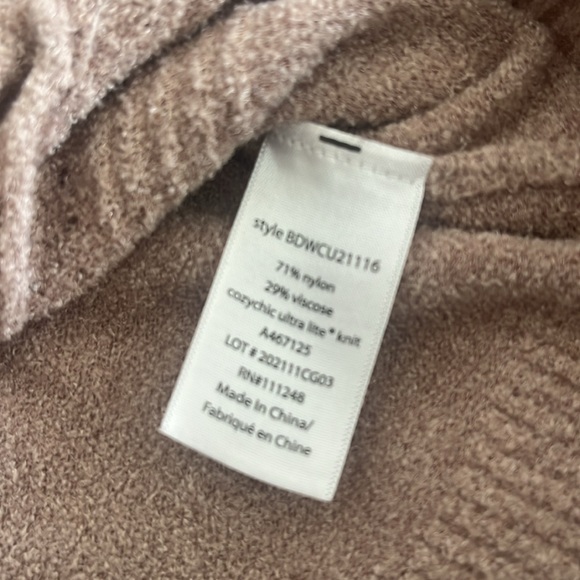 style BDWCU21116
71% nylon
29% viscose
cozychic ultra lite ® knit
A467125
LOT # 202111CG03
RN#111248
Made In China/
Fabriqué en Chine